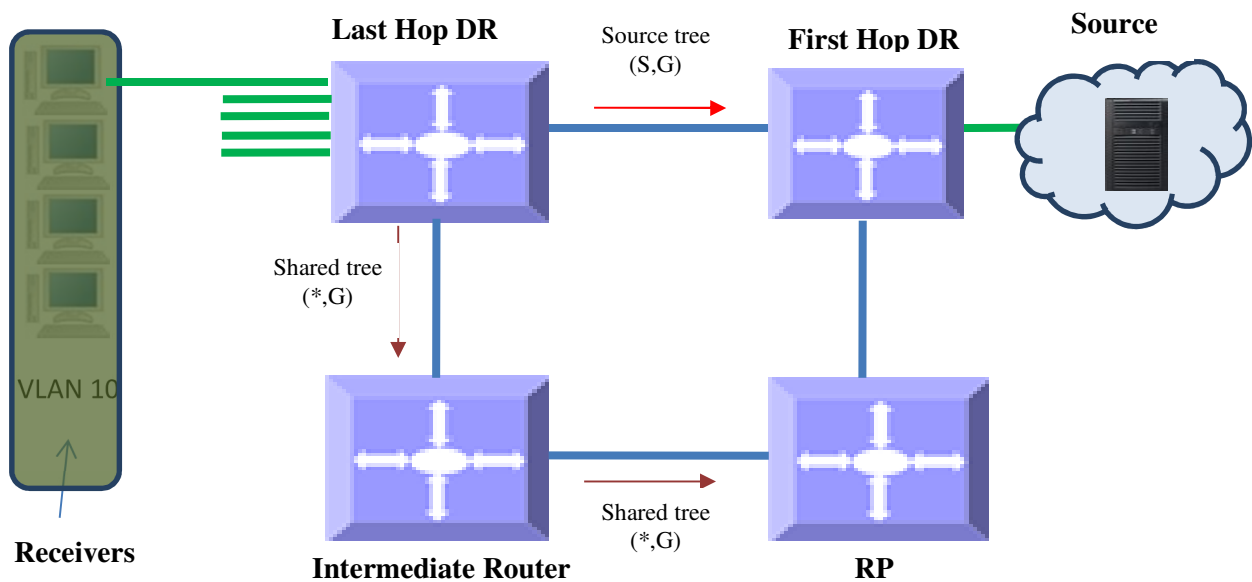 Last Hop DR
Source tree
(S,G)
First Hop DR
Source
Shared tree
(*,G)
VLAN 10
Receivers
Intermediate Router
Shared tree
(*,G)
RP